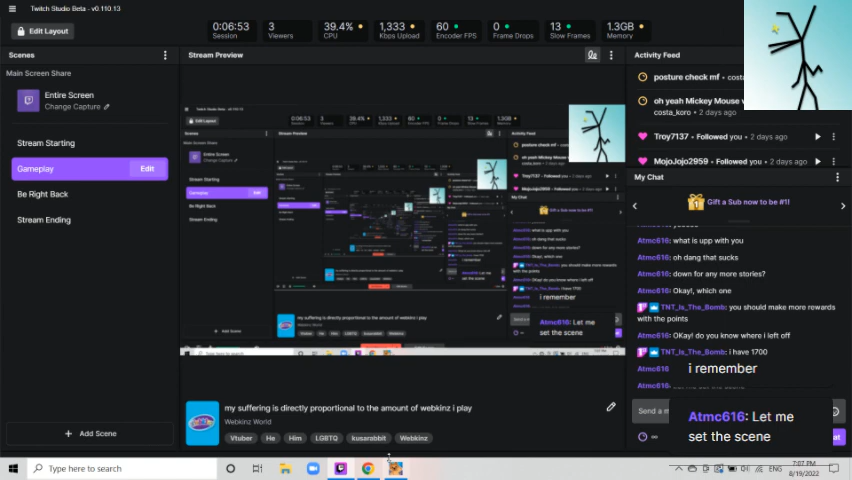 Twitch Studio Beta - v0.110.13
Edit Layout
0:06:53
Session
3
Viewers
39.4%
CPU
1,333
Kbps Upload
60
Encoder FPS
0
Frame Drops
13
Slow Frames
1.3GB
Memory
Scenes
Main Screen Share
Entire Screen
Change Capture
Stream Starting
Gameplay
Edit
Be Right Back
Stream Ending
Add Scene
Stream Preview
my suffering is directly proportional to the amount of webkinz i play
Webkinz World
Vtuber
He
Him
LGBTQ
kusarabbit
Webkinz
Activity Feed
posture check mf • costa
oh yeah Mickey Mouse
costa_koro • 2 days ago
Troy7137 • Followed you • 2 days ago
MojoJojo2959 • Followed you • 2 days ago
My Chat
Gift a Sub now to be #1!
Atmc616: what is upp with you
Atmc616: oh dang that sucks
Atmc616: down for any more stories?
Atmc616: Okay!, which one
TNT_Is_The_Bomb: you should make more rewards
with the points
Atmc616: OKay! do you know where i left off
TNT_Is_The_Bomb: i have 1700
Atmc616
i remember
Atmc616
Send a m
Atmc616: Let me
set the scene
Type here to search
ENG
7:07 PM
8/19/2022